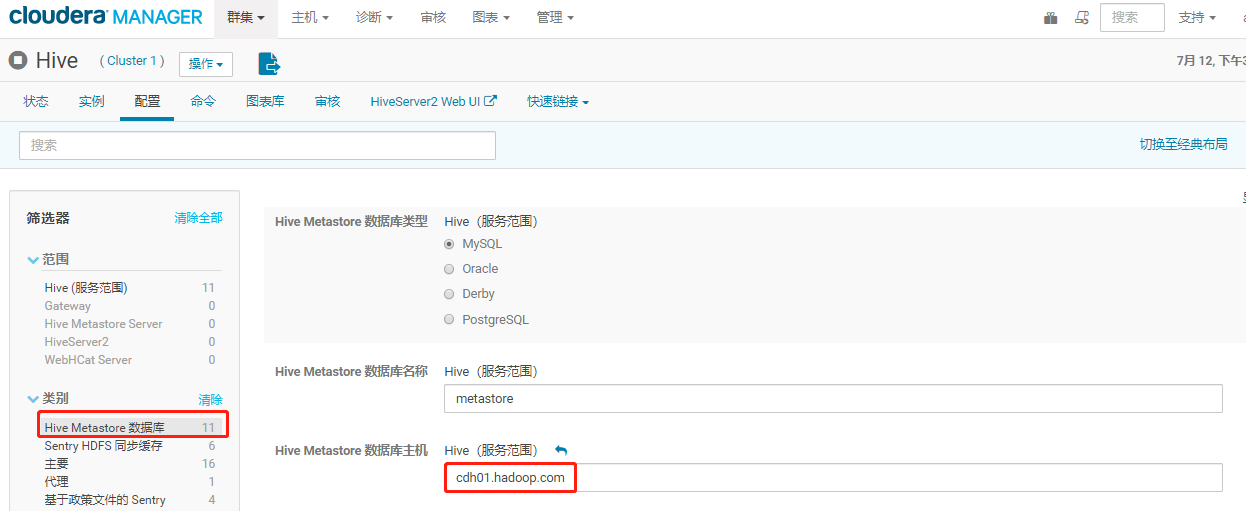 cloudera MANAGER 群集 主机 诊断 审核 图表 管理 搜索 支持
Hive (Cluster 1) 操作 7月 12, 下午3
状态 实例 配置 命令 图表库 审核 HiveServer2 Web UI 快速链接
搜索 切换至经典布局
筛选器 清除全部
范围
Hive (服务范围) 11
Gateway 0
Hive Metastore Server 0
HiveServer2 0
WebHCat Server 0
类别 清除
Hive Metastore 数据库 11
Sentry HDFS 同步缓存 6
主要 16
代理 1
基于政策文件的 Sentry 4
Hive Metastore 数据库类型 Hive（服务范围）
MySQL
Oracle
Derby
PostgreSQL
Hive Metastore 数据库名称 Hive（服务范围）
metastore
Hive Metastore 数据库主机 Hive（服务范围）
cdh01.hadoop.com